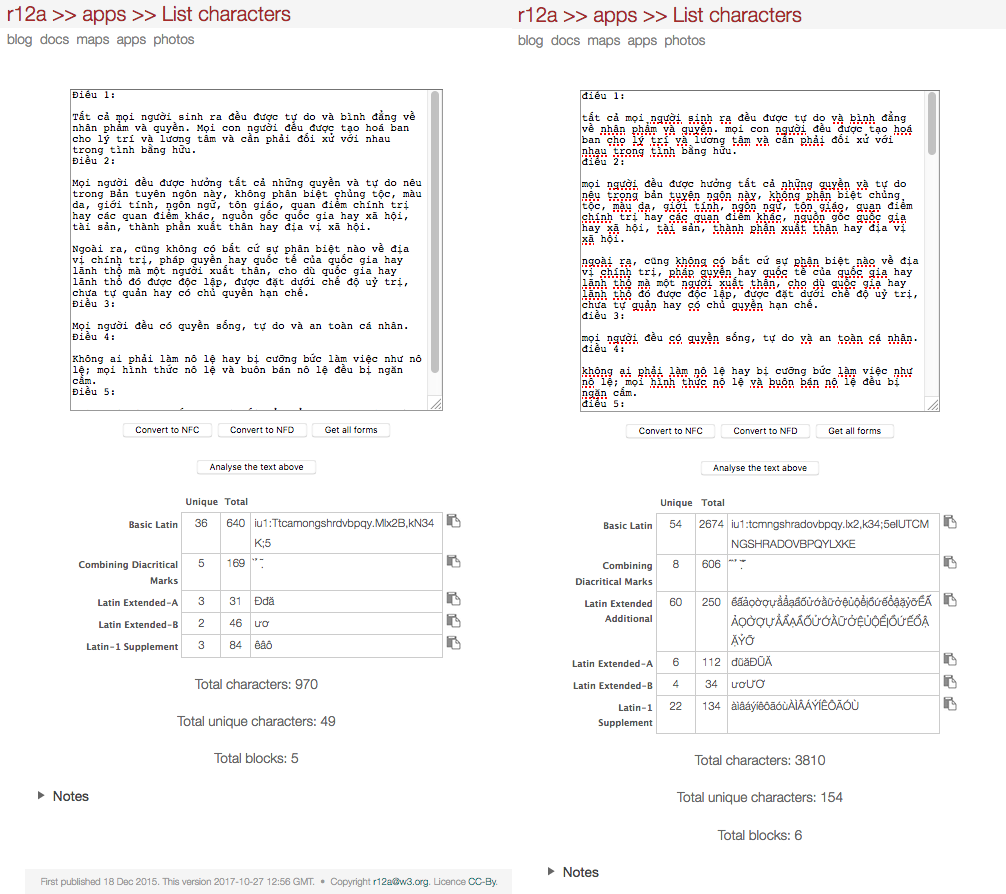 r12a >> apps >> List characters
blog docs maps apps photos
Điều 1:
Tất cả mọi người sinh ra đều được tự do và bình đẳng về
nhân phẩm và quyền. Mọi con người đều được tạo hoá ban
cho lý trí và lương tâm và cần phải đối xử với nhau
trong tình bằng hữu.
Điều 2:
Mọi người đều được hưởng tất cả những quyền và tự do nêu
trong Bản tuyên ngôn này, không phân biệt chủng tộc, màu
da, giới tính, ngôn ngữ, tôn giáo, quan điểm chính trị
hay các quan điểm khác, nguồn gốc quốc gia hay xã hội,
tài sản, thành phần xuất thân hay địa vị xã hội.
Ngoài ra, cũng không có bất cứ sự phân biệt nào về địa
vị chính trị, pháp quyền hay quốc tế của quốc gia hay
lãnh thổ mà một người xuất thân, cho dù quốc gia hay
lãnh thổ đó được độc lập, được đặt dưới chế độ uỷ trị,
chưa tự quản hay có chủ quyền hạn chế.
Điều 3:
Mọi người đều có quyền sống, tự do và an toàn cá nhân.
Điều 4:
Không ai phải làm nô lệ hay bị cưỡng bức làm việc như nô
lệ; mọi hình thức nô lệ và buôn bán nô lệ đều bị ngăn
cấm.
Điều 5:
Convert to NFC Convert to NFD Get all forms
Analyse the text above
Unique Total
Basic Latin 36 640 iu1:Ttcamongshrdvbpqy.Mlx2B,kN34
K;5
Combining Diacritical 5 169
Marks
Latin Extended-A 3 31 Đđã
Latin Extended-B 2 46 ươ
Latin-1 Supplement 3 84 êâô
Total characters: 970
Total unique characters: 49
Total blocks: 5
Notes
First published 18 Dec 2015. This version 2017-10-27 12:56 GMT. • Copyright r12a@w3.org. Licence CC-By.
r12a >> apps >> List characters
blog docs maps apps photos
điều 1:
tất cả mọi người sinh ra đều được tự do và bình đẳng
về nhân phẩm và quyền. mọi con người đều được tạo hoá
ban cho lý trí và lương tâm và cần phải đối xử với
nhau trong tình bằng hữu.
điều 2:
mọi người đều được hưởng tất cả những quyền và tự do
nêu trong bản tuyên ngôn này, không phân biệt chủng
tộc, màu da, giới tính, ngôn ngữ, tôn giáo, quan điểm
chính trị hay các quan điểm khác, nguồn gốc quốc gia
hay xã hội, tài sản, thành phần xuất thân hay địa vị
xã hội.
ngoài ra, cũng không có bất cứ sự phân biệt nào về địa
vị chính trị, pháp quyền hay quốc tế của quốc gia hay
lãnh thổ mà một người xuất thân, cho dù quốc gia hay
lãnh thổ đó được độc lập, được đặt dưới chế độ uỷ trị,
chưa tự quản hay có chủ quyền hạn chế.
điều 3:
mọi người đều có quyền sống, tự do và an toàn cá nhân.
điều 4:
không ai phải làm nô lệ hay bị cưỡng bức làm việc như
nô lệ; mọi hình thức nô lệ và buôn bán nô lệ đều bị
ngăn cấm.
điều 5:
Convert to NFC Convert to NFD Get all forms
Analyse the text above
Unique Total
Basic Latin 54 2674 iu1:tcmngshradovbpqy.lx2,k34;5eIUTCM
NGSHRADOVBPQYLXKE
Combining 8 606
Diacritical Marks
Latin Extended 60 250
Additional
Latin Extended-A 6 112 đũăĐŨĂ
Latin Extended-B 4 34 ươƯƠ
Latin-1 22 134 àìâáýíêôãóùÀÌÂÁÝÍÊÔÃÓÙ
Supplement
Total characters: 3810
Total unique characters: 154
Total blocks: 6
Notes